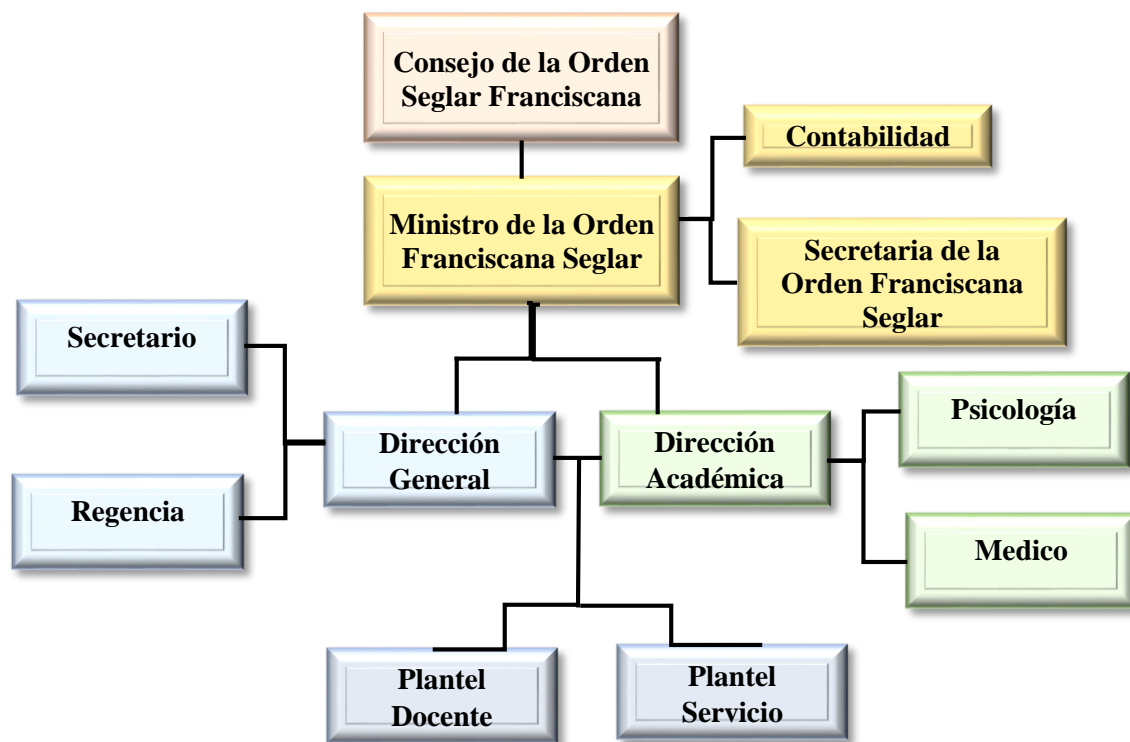 Consejo de la Orden
Seglar Franciscana
Contabilidad
Ministro de la Orden
Franciscana Seglar
Secretaria de la
Orden Franciscana
Seglar
Secretario
Psicología
Dirección
General
Dirección
Académica
Regencia
Medico
Plantel
Docente
Plantel
Servicio